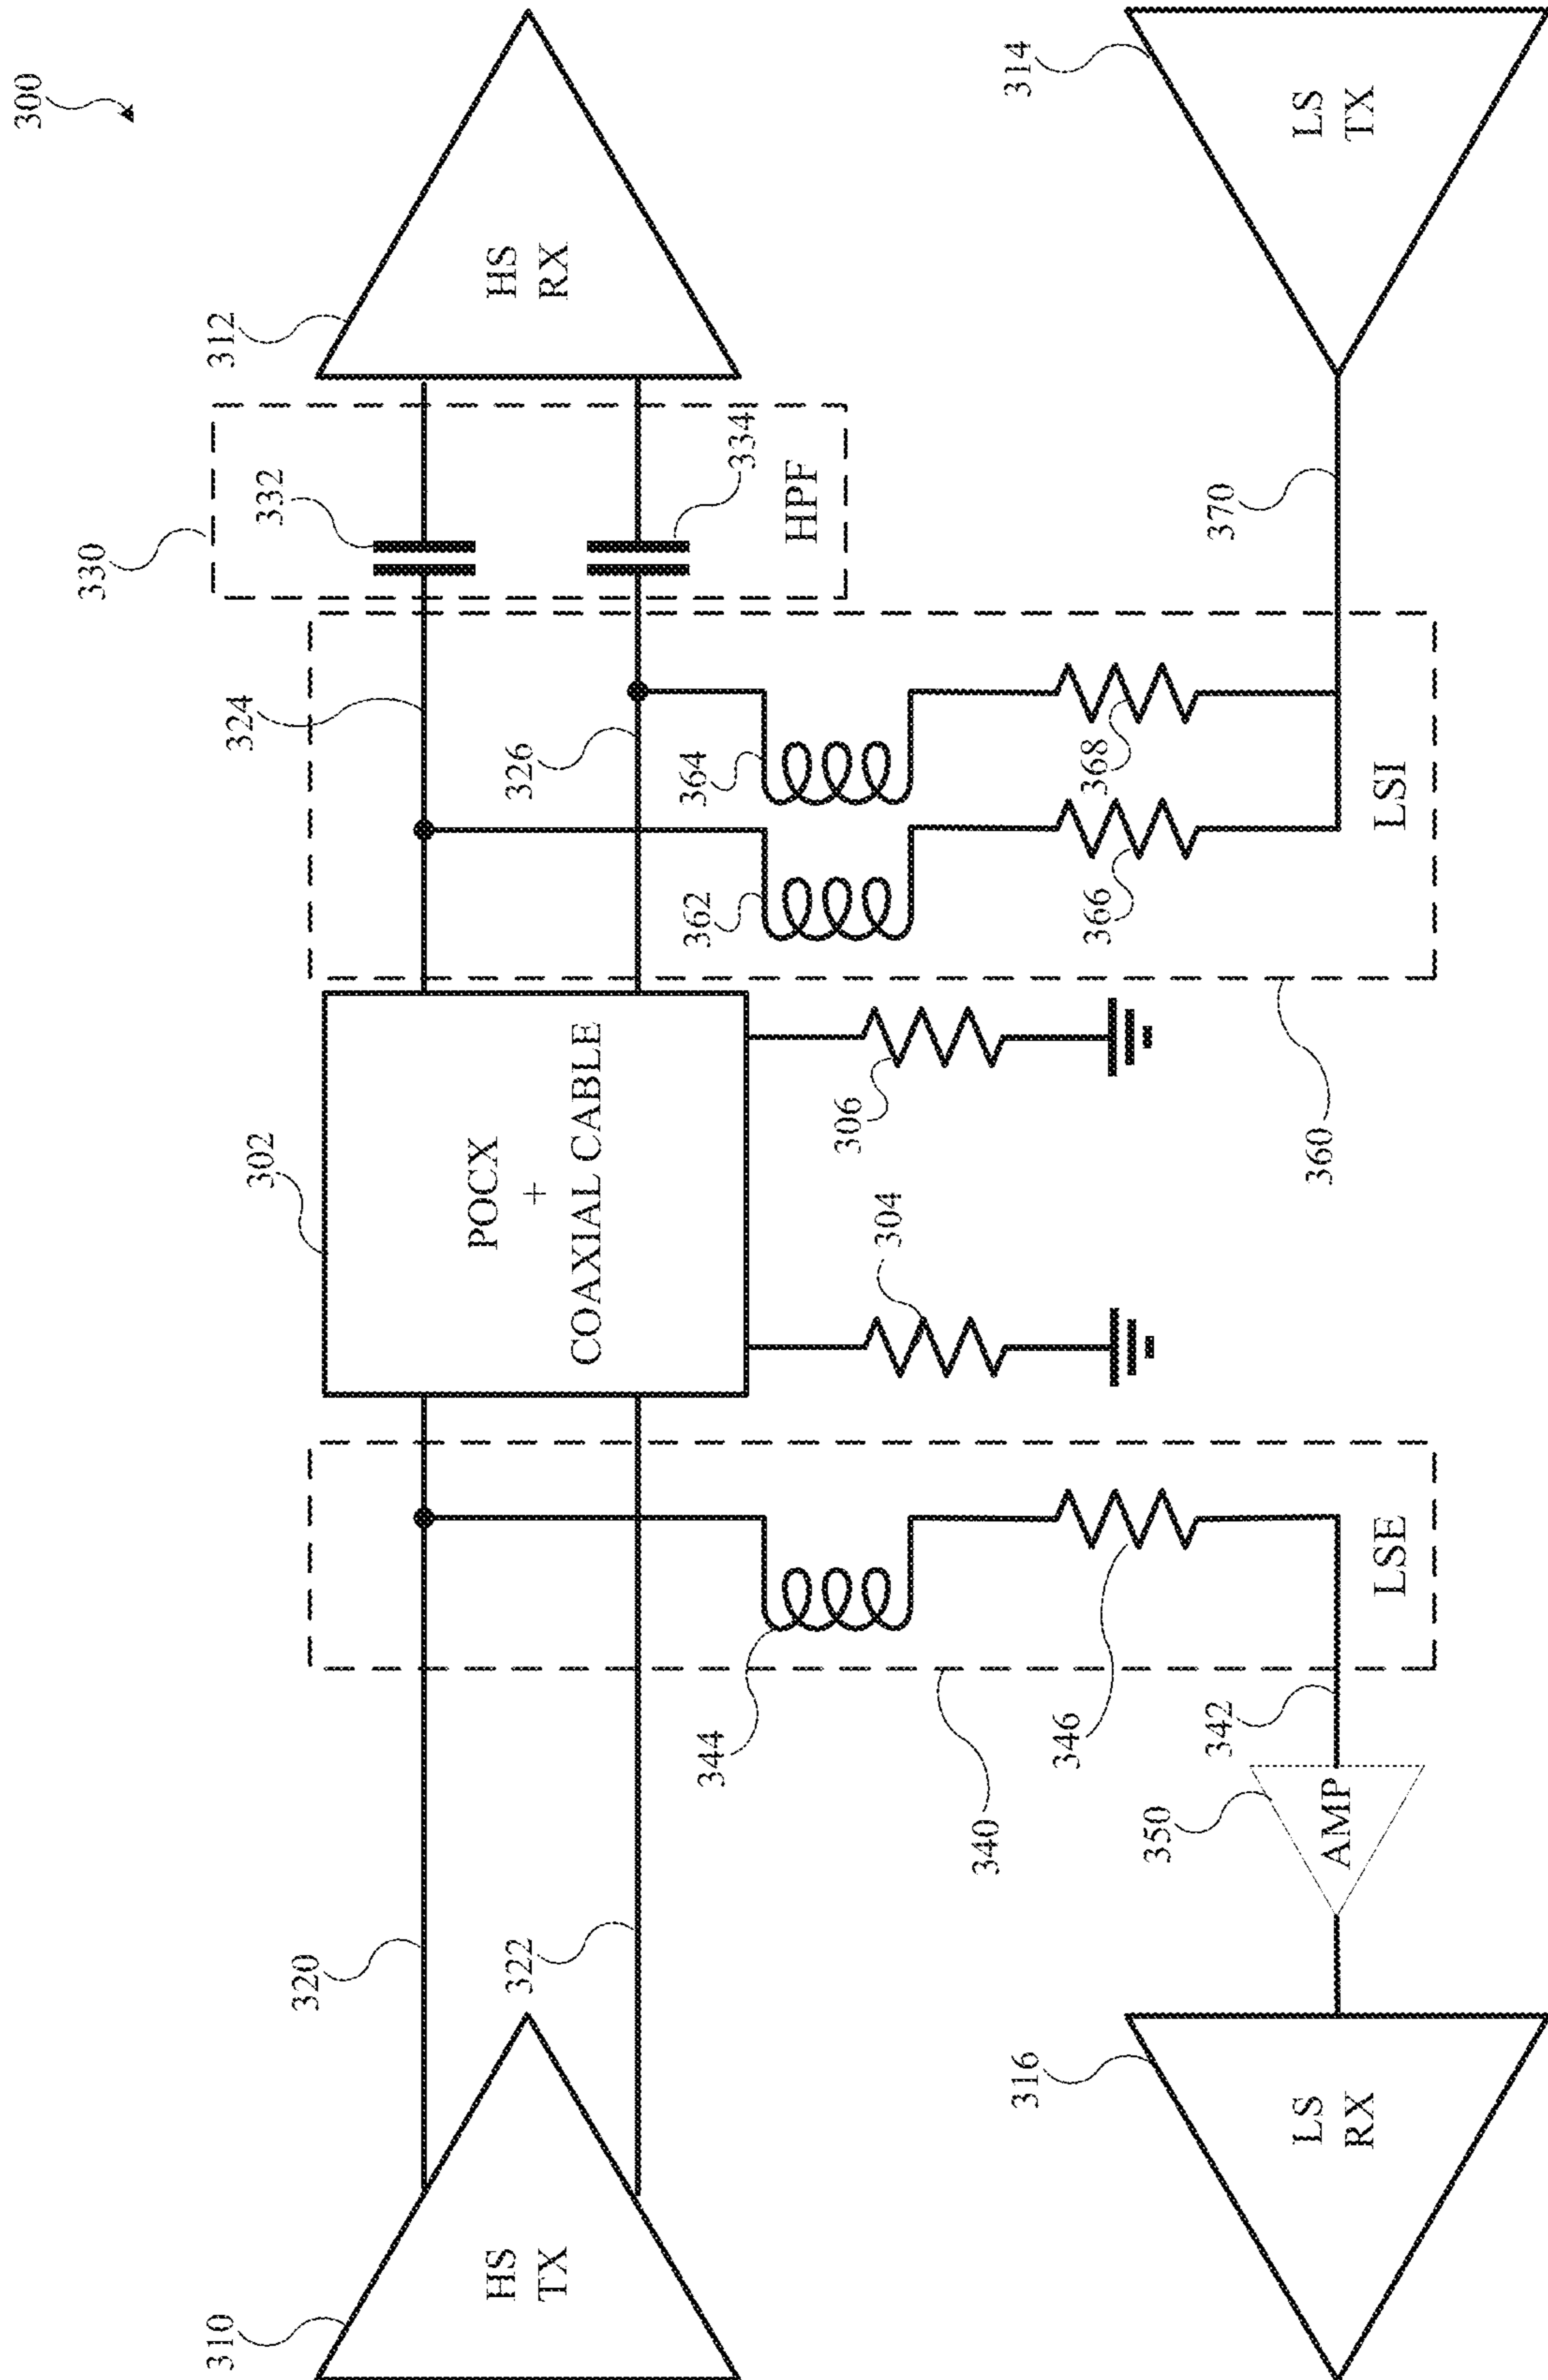 300
310
HS
TX
320
322
302
POCX
+
COAXIAL CABLE
304
306
324
326
330
332
334
HPF
312
HS
RX
344
346
340
342
LSE
350
AMP
316
LS
RX
362
364
366
368
360
LSI
370
314
LS
TX